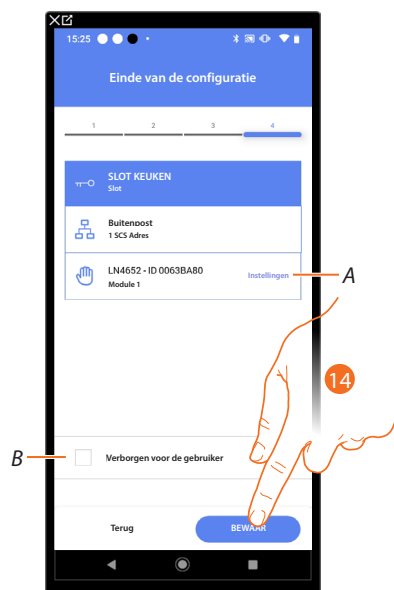 15:25
Einde van de configuratie
1 2 3 4
SLOT KEUKEN
Slot
Buitenpost
1 SCS Adres
LN4652 - ID 0063BA80
Instellingen
Module 1
A
14
B
Verborgen voor de gebruiker
Terug
BEWAAR